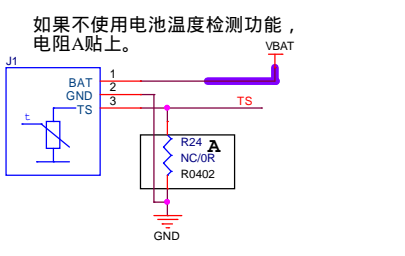 如果不使用电池温度检测功能，
电阻A贴上。
VBAT
J1
BAT 1
GND 2
TS 3
TS
t
R24 A
NC/0R
R0402
GND